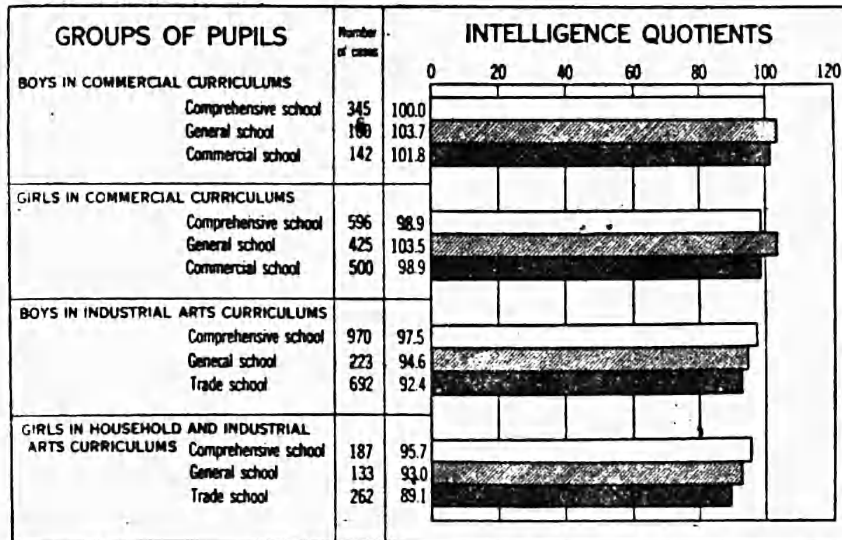 GROUPS OF PUPILS Number of cases INTELLIGENCE QUOTIENTS
0 40 60 80 100 120
BOYS IN COMMERCIAL CURRICULUMS
Comprehensive school 345 100.0
General school 103.7
Commercial school 142 101.8
GIRLS IN COMMERCIAL CURRICULUMS
Comprehensive school 596 98.9
General school 425 103.5
Commercial school 500 98.9
BOYS IN INDUSTRIAL ARTS CURRICULUMS
Comprehensive school 970 97.5
General school 223 94.6
Trade school 692 92.4
GIRLS IN HOUSEHOLD AND INDUSTRIAL
ARTS CURRICULUMS Comprehensive school 187 95.7
General school 133 93.0
Trade school 262 89.1